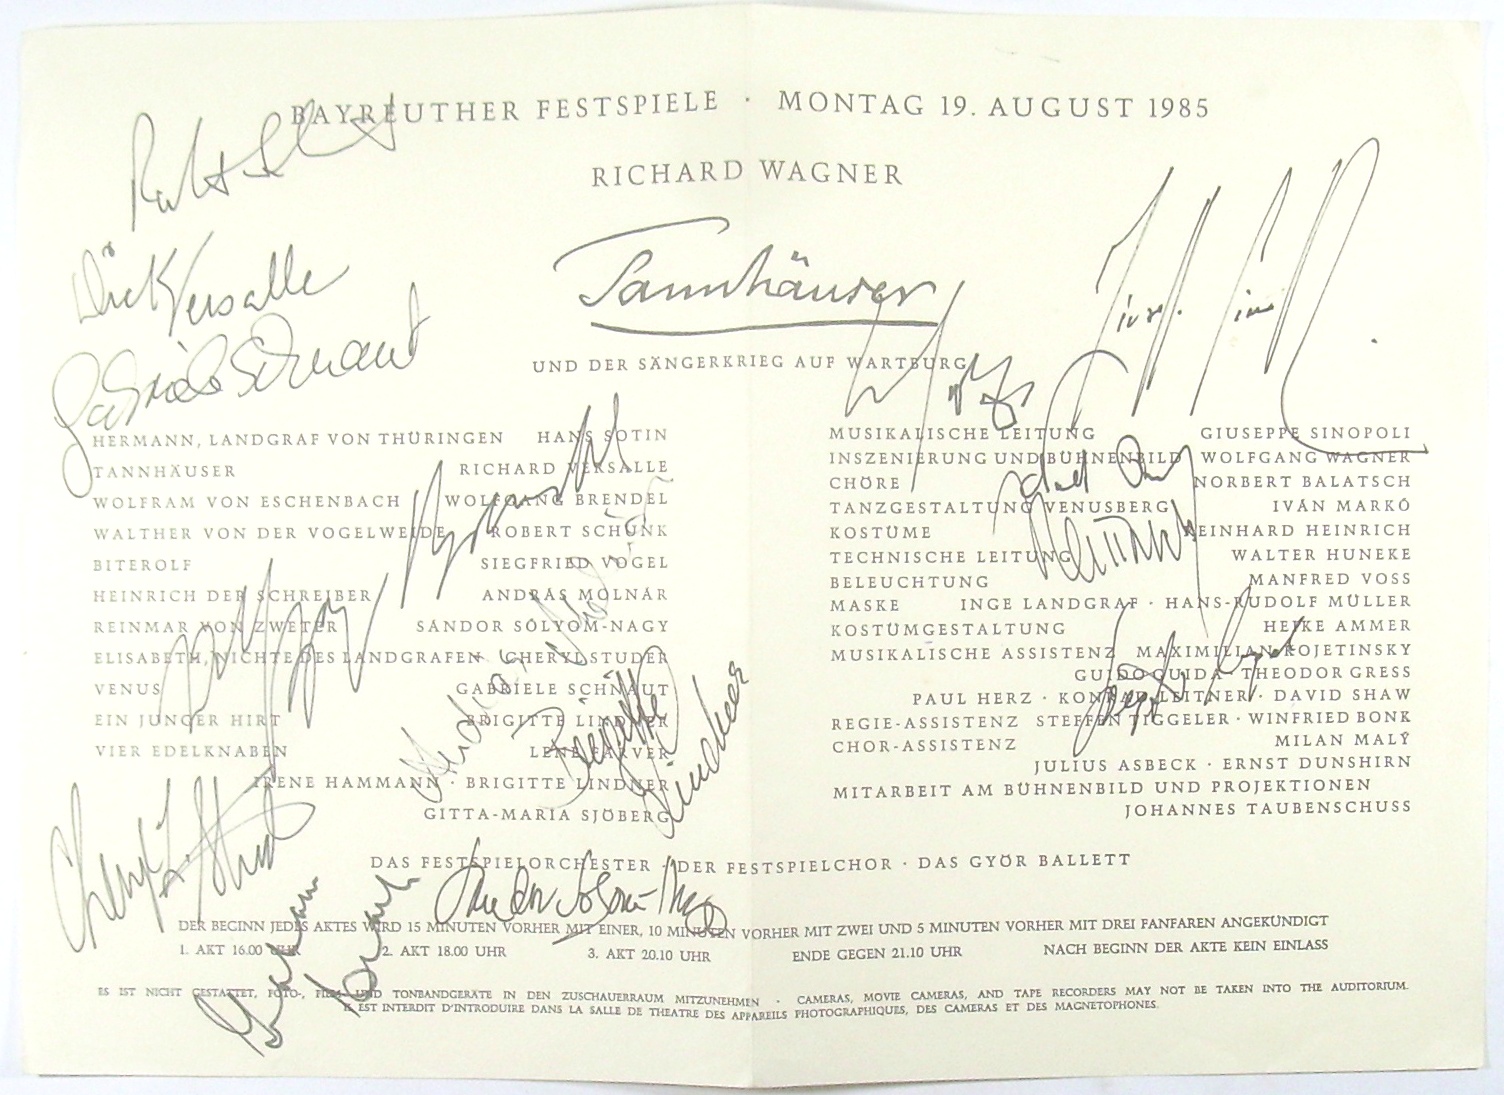 BAYREUTHER FESTSPIELE · MONTAG 19. AUGUST 1985
RICHARD WAGNER
Tannhäuser
UND DER SÄNGERKRIEG AUF WARTBURG
Dick Versalle
Gabriele Schnaut
HERMANN, LANDGRAF VON THÜRINGEN HANS SOTIN
TANNHÄUSER RICHARD VERSALLE
WOLFRAM VON ESCHENBACH WOLFGANG BRENDEL
WALTHER VON DER VOGELWEIDE ROBERT SCHUNK
BITEROLF SIEGFRIED VOGEL
HEINRICH DER SCHREIBER ANDRÁS MOLNÁR
REINMAR VON ZWETER SÁNDOR SÓLYOM-NAGY
ELISABETH, NICHTE DES LANDGRAFEN CHERYL STUDER
VENUS GABRIELE SCHNAUT
EIN JUNGER HIRT BRIGITTE LINDNER
VIER EDELKNABEN LENE FARVER
IRENE HAMMANN · BRIGITTE LINDNER
GITTA-MARIA SJÖBERG
Brigitte Lindner
Cheryl Studer
MUSIKALISCHE LEITUNG GIUSEPPE SINOPOLI
INSZENIERUNG UND BÜHNENBILD WOLFGANG WAGNER
CHÖRE NORBERT BALATSCH
TANZGESTALTUNG VENUSBERG IVÁN MARKÓ
KOSTÜME REINHARD HEINRICH
TECHNISCHE LEITUNG WALTER HUNEKE
BELEUCHTUNG MANFRED VOSS
MASKE INGE LANDGRAF · HANS-RUDOLF MÜLLER
KOSTÜMGESTALTUNG HEIKE AMMER
MUSIKALISCHE ASSISTENZ MAXIMILIAN KOJETINSKY
GUIDO GUIDA · THEODOR GRESS
PAUL HERZ · KONRAD LEITNER · DAVID SHAW
REGIE-ASSISTENZ STEFFEN TIGGELER · WINFRIED BONK
CHOR-ASSISTENZ MILAN MALÝ
JULIUS ASBECK · ERNST DUNSHIRN
MITARBEIT AM BÜHNENBILD UND PROJEKTIONEN
JOHANNES TAUBENSCHUSS
DAS FESTSPIELORCHESTER · DER FESTSPIELCHOR · DAS GYÖR BALLETT
DER BEGINN JEDES AKTES WIRD 15 MINUTEN VORHER MIT EINER, 10 MINUTEN VORHER MIT ZWEI UND 5 MINUTEN VORHER MIT DREI FANFAREN ANGEKÜNDIGT
1. AKT 16.00 UHR 2. AKT 18.00 UHR 3. AKT 20.10 UHR ENDE GEGEN 21.10 UHR NACH BEGINN DER AKTE KEIN EINLASS
ES IST NICHT GESTATTET, FOTO-, FILM- UND TONBANDGERÄTE IN DEN ZUSCHAUERRAUM MITZUNEHMEN · CAMERAS, MOVIE CAMERAS, AND TAPE RECORDERS MAY NOT BE TAKEN INTO THE AUDITORIUM.
IL EST INTERDIT D'INTRODUIRE DANS LA SALLE DE THEATRE DES APPAREILS PHOTOGRAPHIQUES, DES CAMERAS ET DES MAGNETOPHONES.